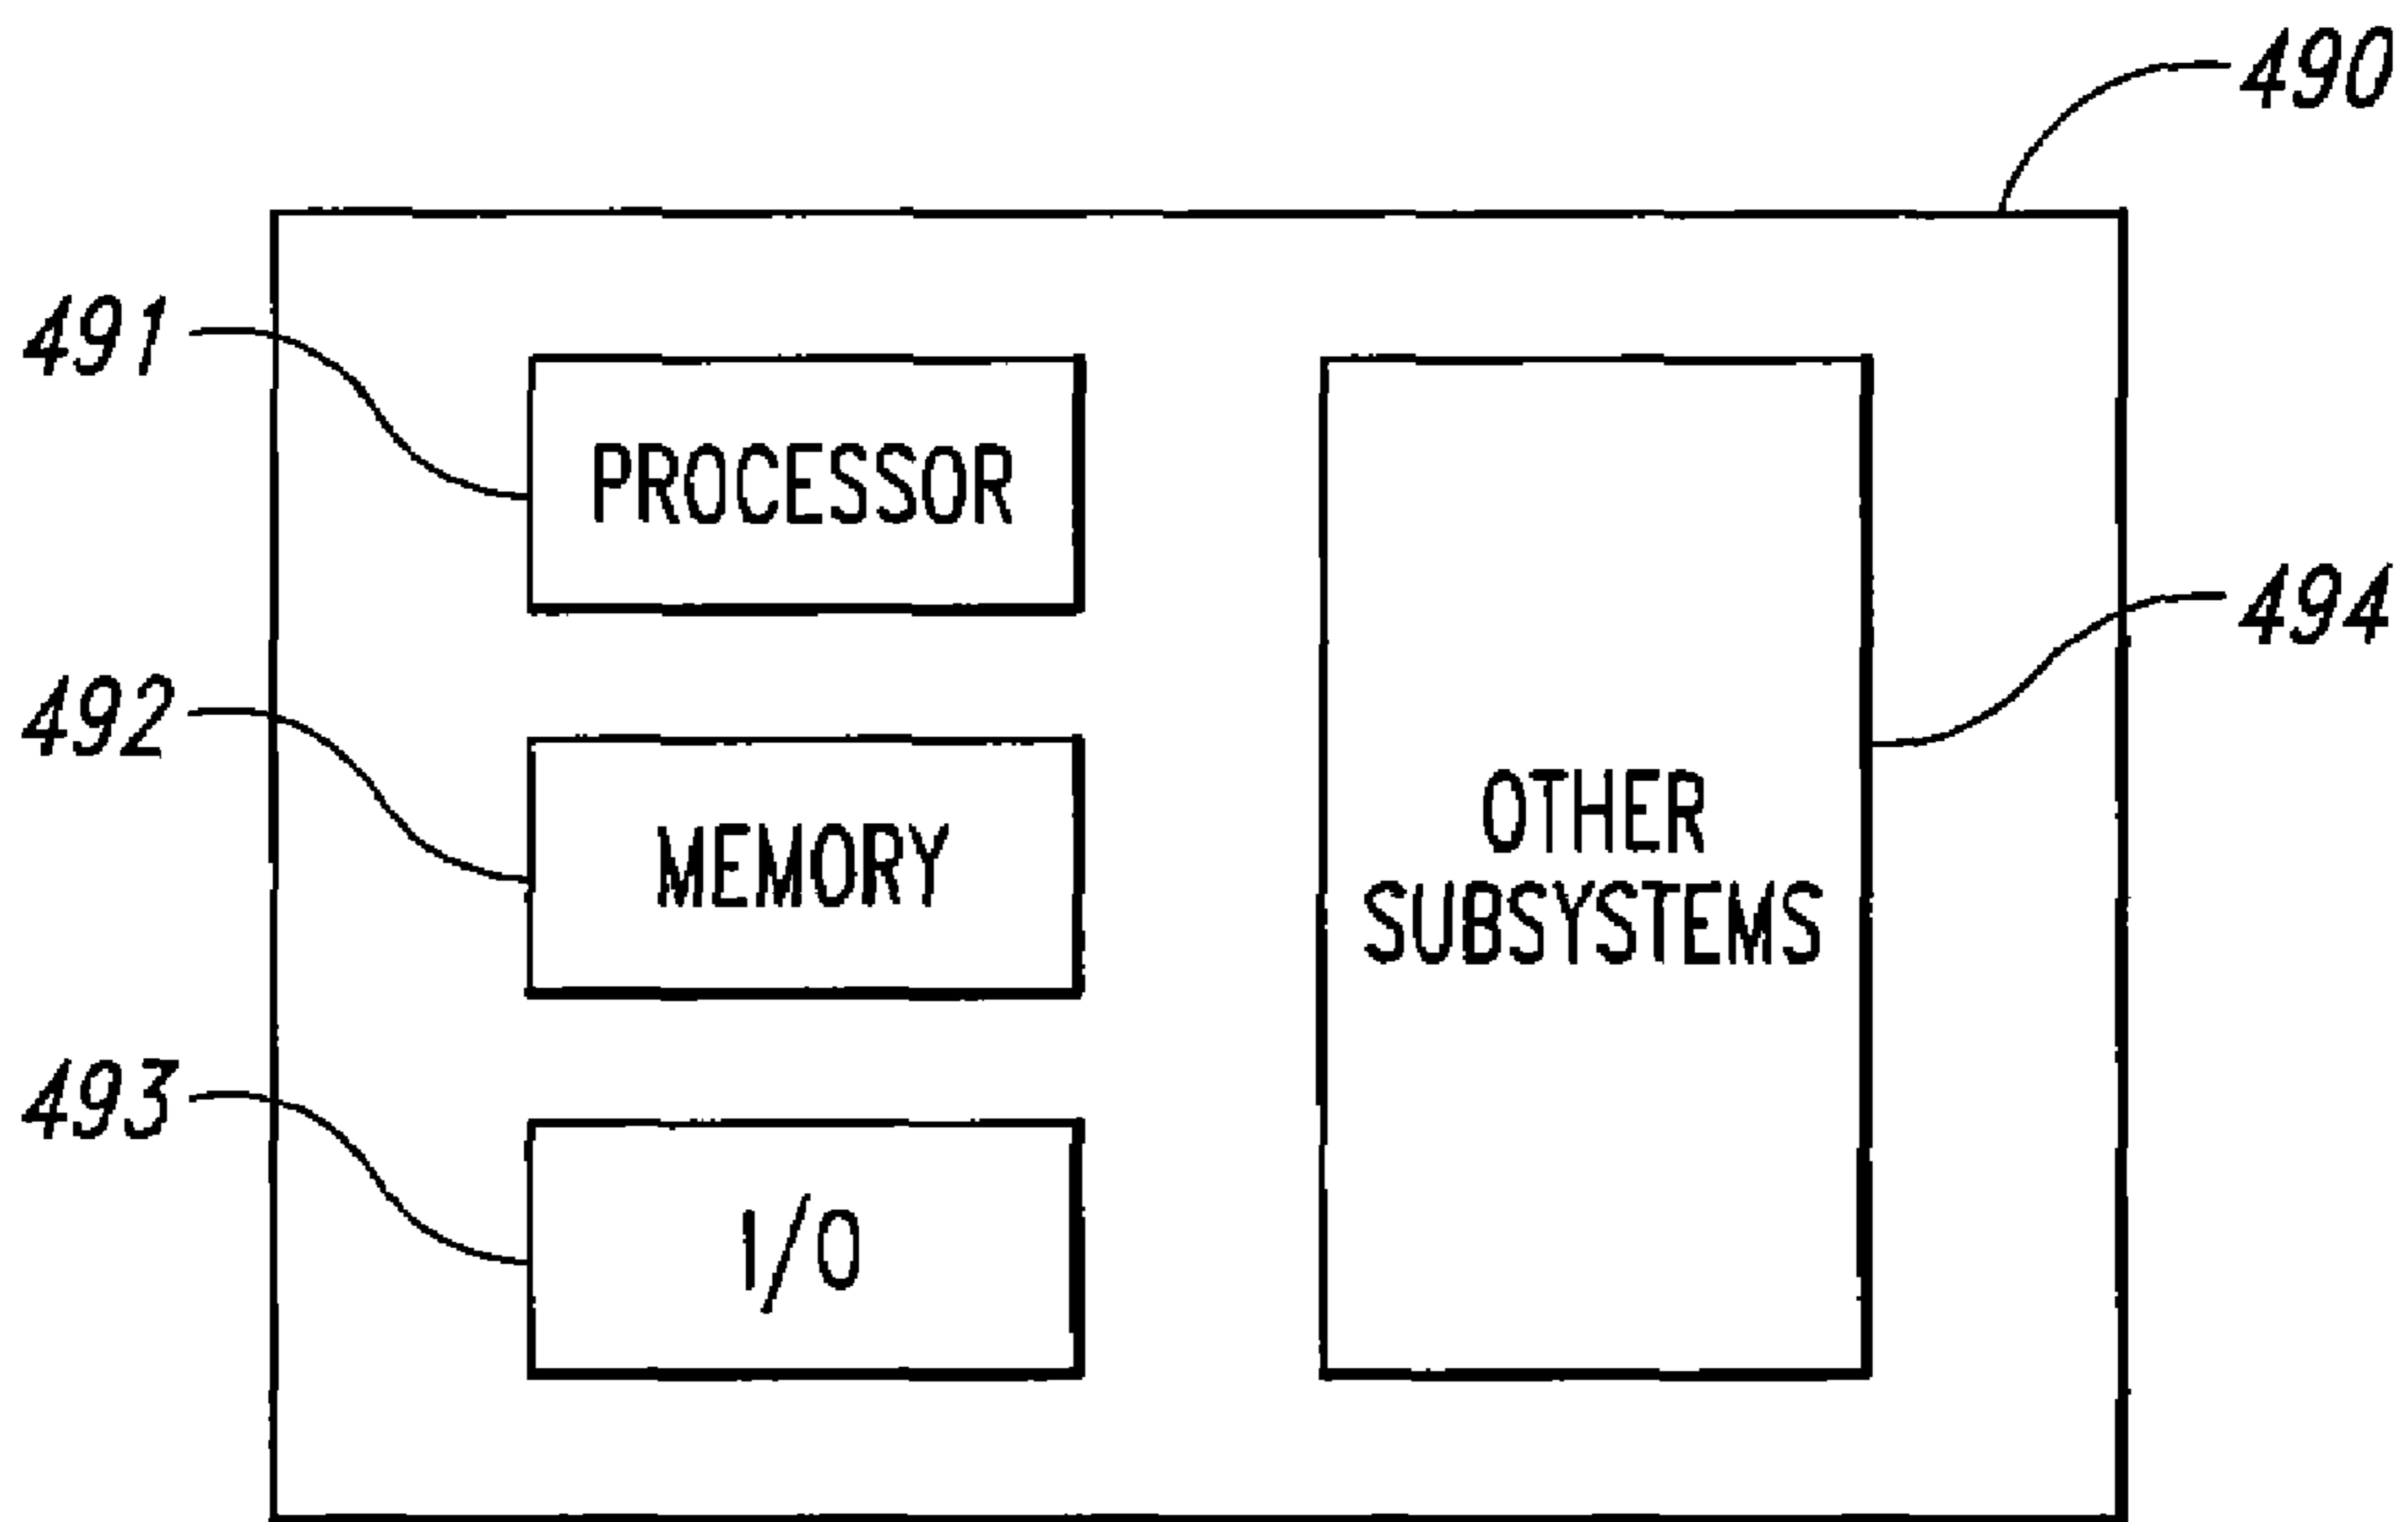 490
491
PROCESSOR
494
492
OTHER
MEMORY
SUBSYSTEMS
493
I/O